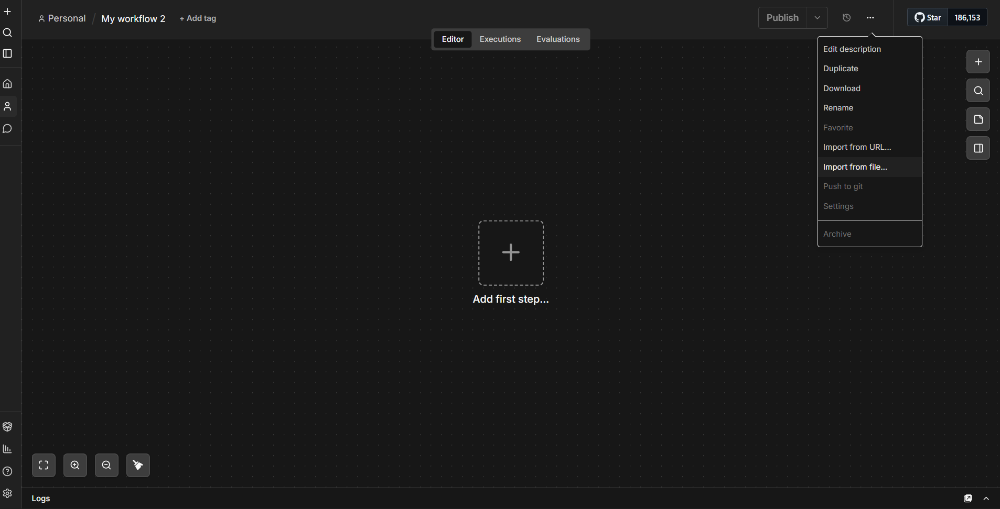 Personal / My workflow 2 + Add tag
Publish
Star 186,153
Editor Executions Evaluations
Edit description
Duplicate
Download
Rename
Favorite
Import from URL...
Import from file...
Push to git
Settings
Archive
Add first step...
Logs